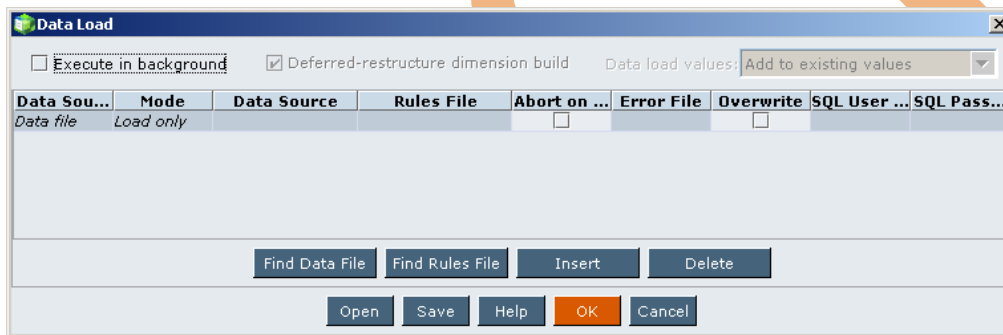 Data Load
Execute in background Deferred-restructure dimension build Data load values: Add to existing values
Data Sou... Mode Data Source Rules File Abort on ... Error File Overwrite SQL User ... SQL Pass...
Data file Load only
Find Data File Find Rules File Insert Delete
Open Save Help OK Cancel